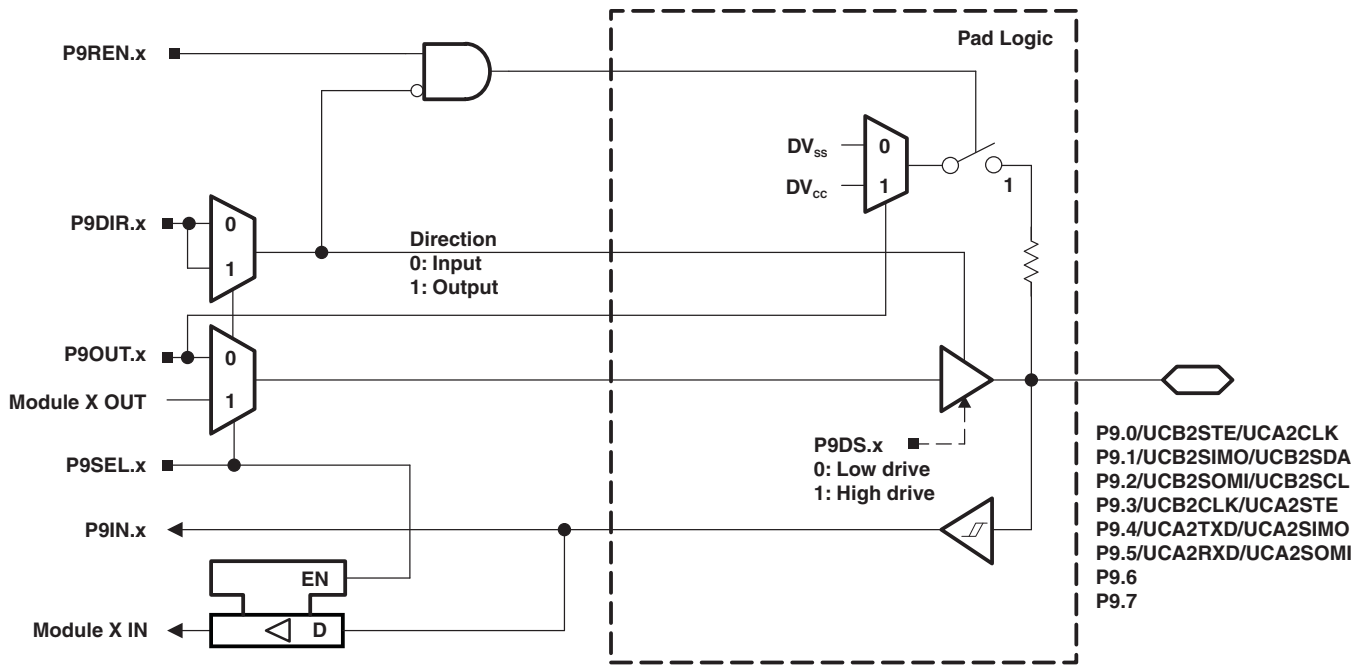 Pad Logic
P9REN.x
DVSS
0
DVCC
1
1
P9DIR.x
0
1
Direction
0: Input
1: Output
P9OUT.x
0
Module X OUT
1
P9SEL.x
P9DS.x
0: Low drive
1: High drive
P9.0/UCB2STE/UCA2CLK
P9.1/UCB2SIMO/UCB2SDA
P9.2/UCB2SOMI/UCB2SCL
P9.3/UCB2CLK/UCA2STE
P9.4/UCA2TXD/UCA2SIMO
P9.5/UCA2RXD/UCA2SOMI
P9.6
P9.7
P9IN.x
EN
Module X IN
D